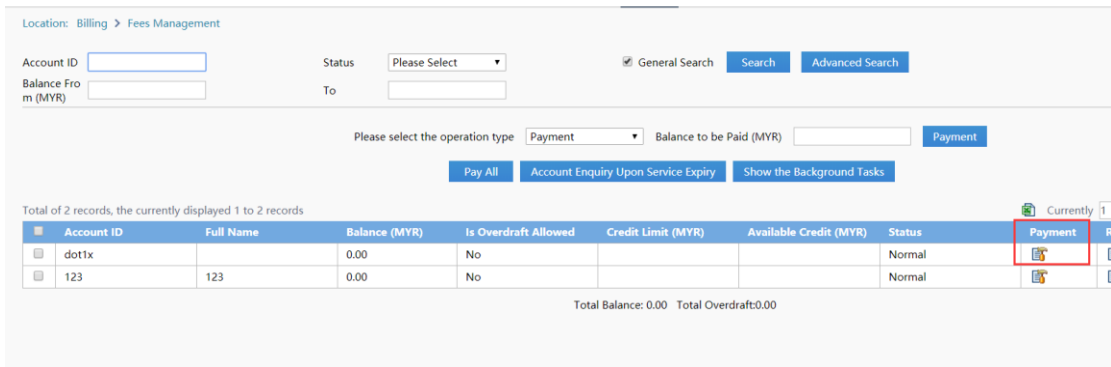 Location: Billing > Fees Management
Account ID Status Please Select General Search Search Advanced Search
Balance Fro
m (MYR) To
Please select the operation type Payment Balance to be Paid (MYR) Payment
Pay All Account Enquiry Upon Service Expiry Show the Background Tasks
Total of 2 records, the currently displayed 1 to 2 records Currently 1
Account ID Full Name Balance (MYR) Is Overdraft Allowed Credit Limit (MYR) Available Credit (MYR) Status Payment
dot1x 0.00 No Normal
123 123 0.00 No Normal
Total Balance: 0.00 Total Overdraft:0.00